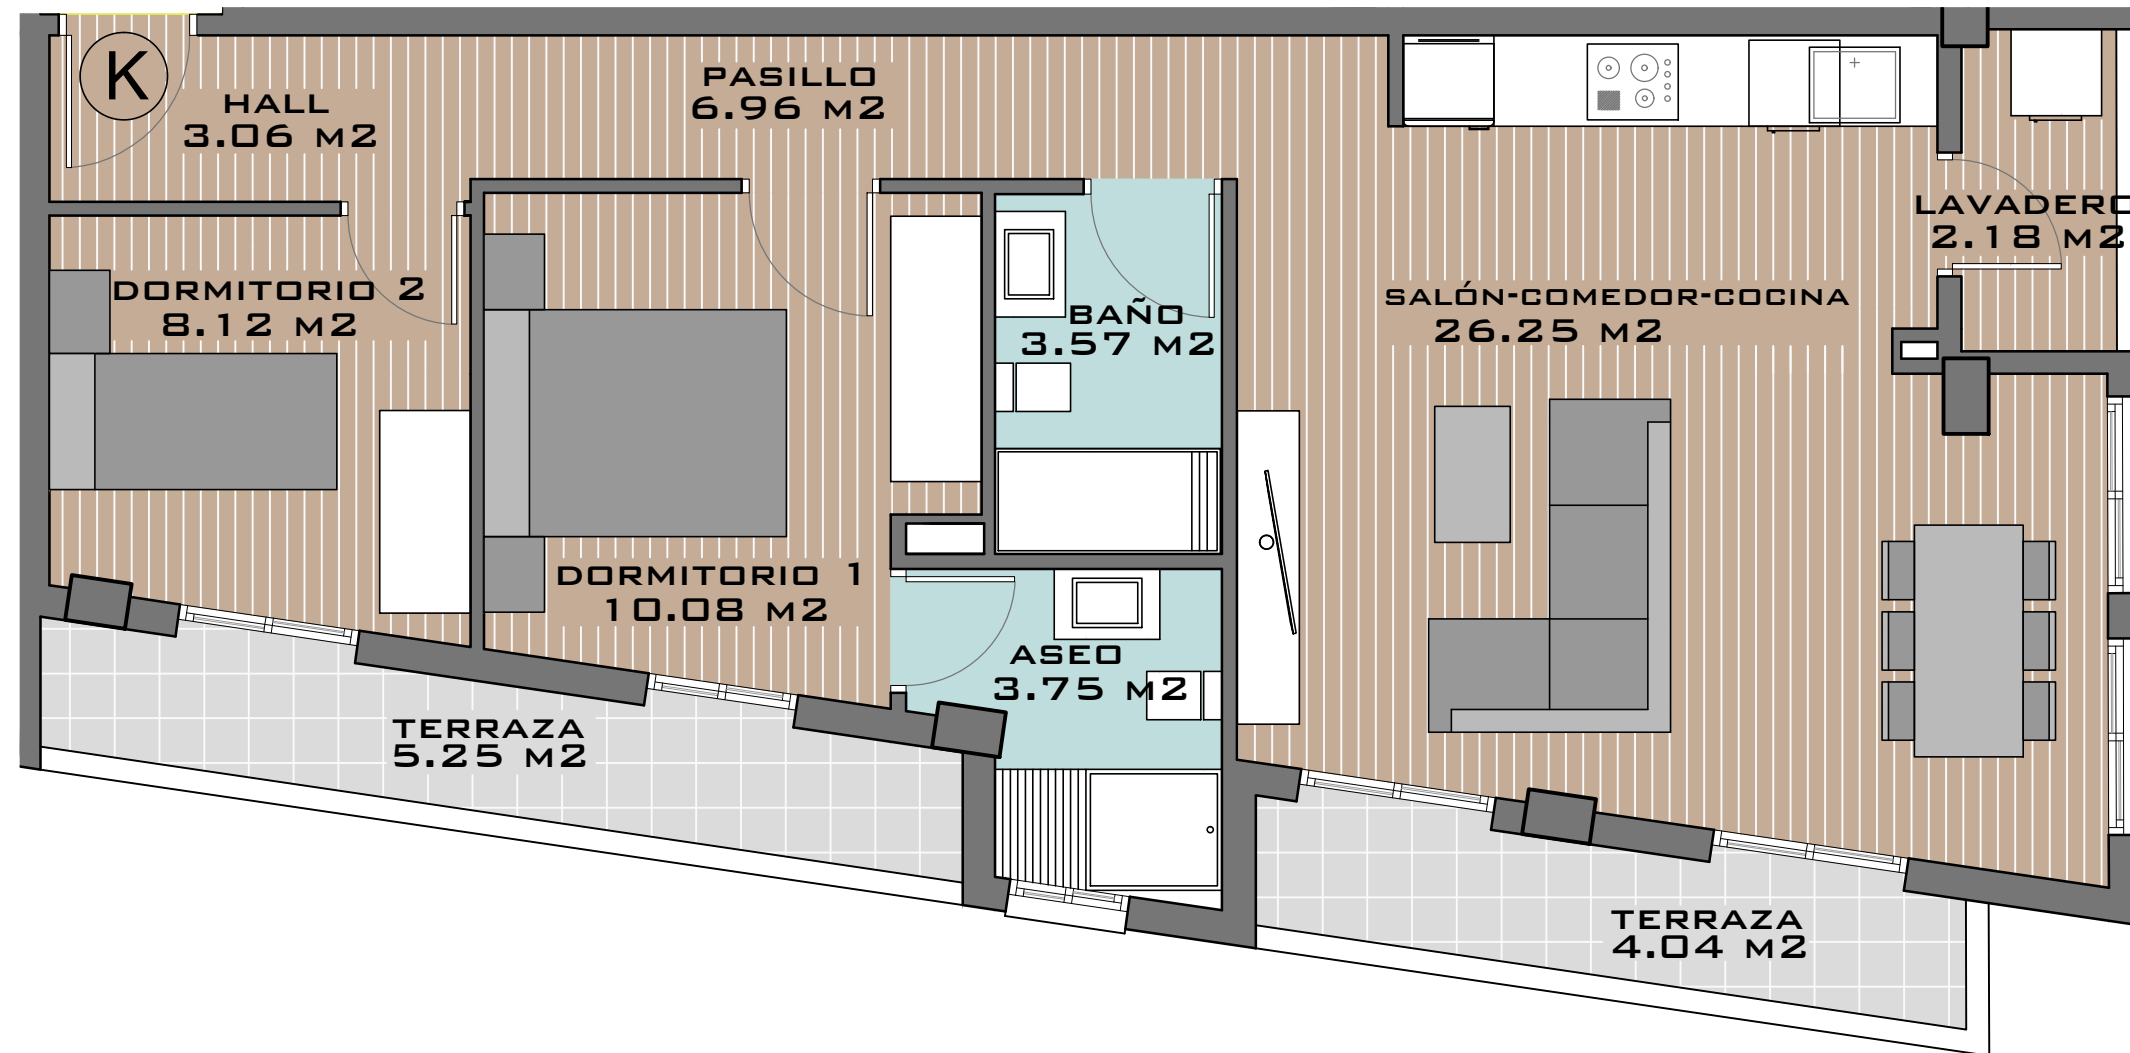 K
HALL
3.06 M2
PASILLO
6.96 M2
LAVADERO
2.18 M2
DORMITORIO 2
8.12 M2
BAÑO
3.57 M2
SALÓN-COMEDOR-COCINA
26.25 M2
DORMITORIO 1
10.08 M2
ASEO
3.75 M2
TERRAZA
5.25 M2
TERRAZA
4.04 M2